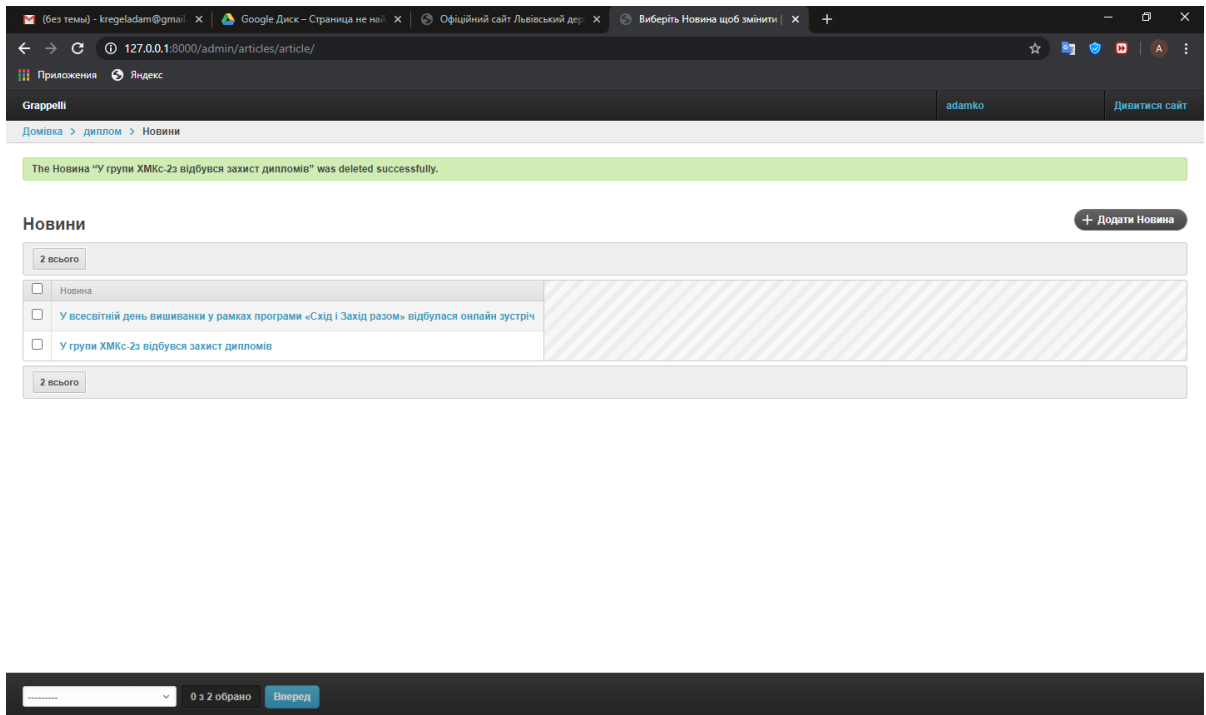 (без темы) - kregeladam@gmail.
Google Диск – Страница не най
Офіційний сайт Львівський дер
Виберіть Новина щоб змінити |
127.0.0.1:8000/admin/articles/article/
A
Приложения
Яндекс
Grappelli
adamko
Дивитися сайт
Домівка > диплом > Новини
The Новина “У групи ХМКс-2з відбувся захист дипломів” was deleted successfully.
Новини
+ Додати Новина
2 всього
Новина
У всесвітній день вишиванки у рамках програми «Схід і Захід разом» відбулася онлайн зустріч
У групи ХМКс-2з відбувся захист дипломів
2 всього
---------
0 з 2 обрано
Вперед